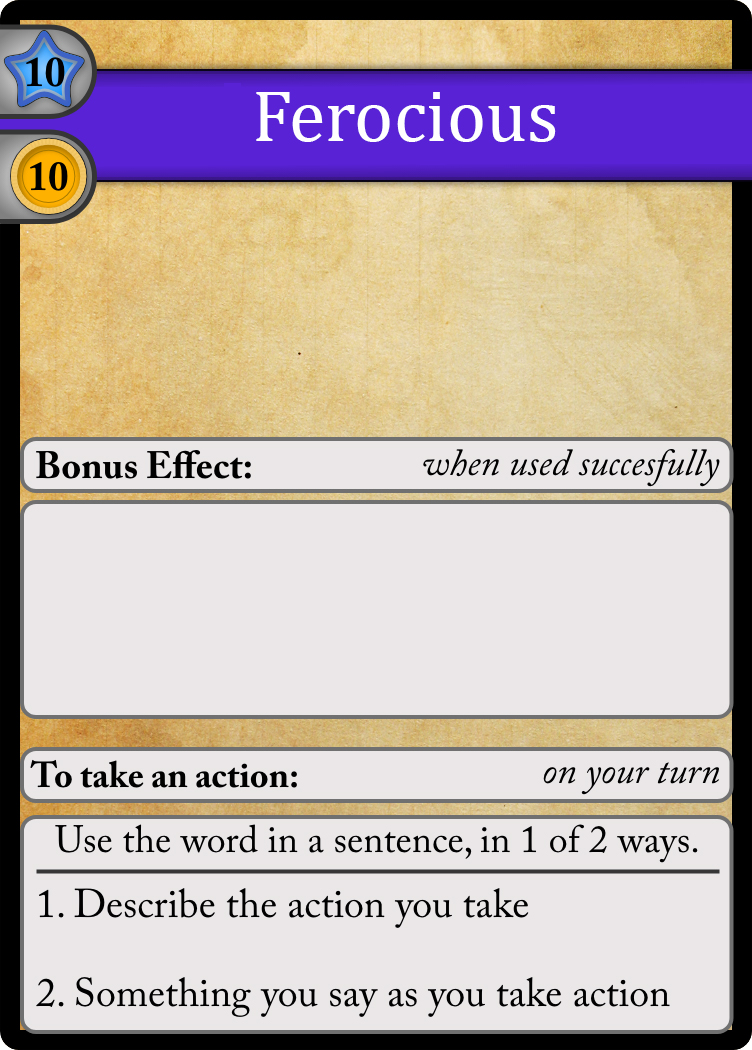 10
Ferocious
10
Bonus Effect: when used succesfully
To take an action: on your turn
Use the word in a sentence, in 1 of 2 ways.
1. Describe the action you take
2. Something you say as you take action